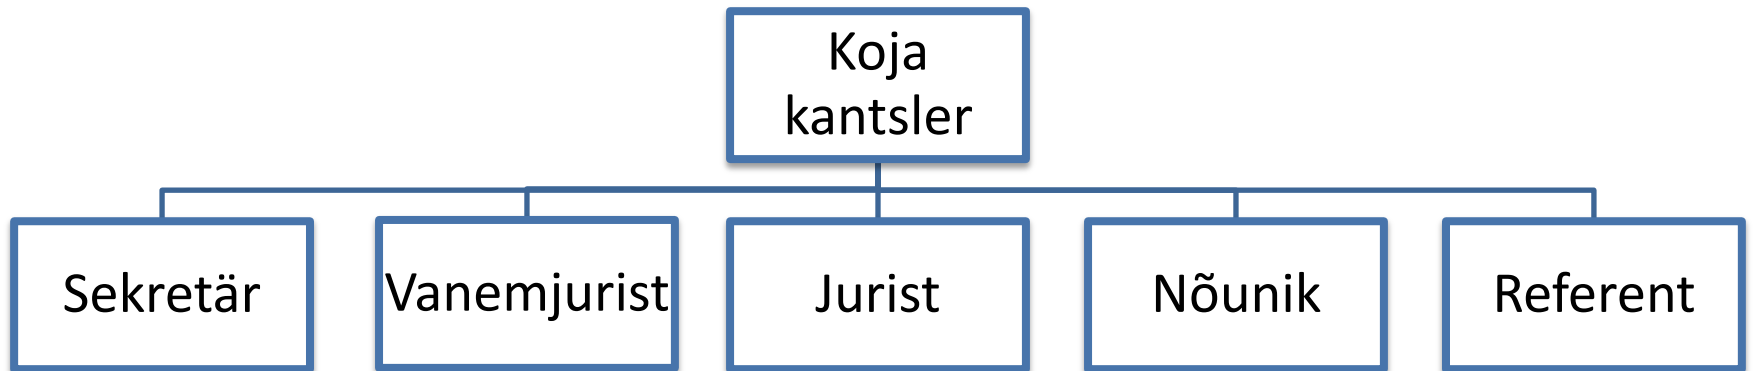 Koja
kantsler
Sekretär
Vanemjurist
Jurist
Nõunik
Referent